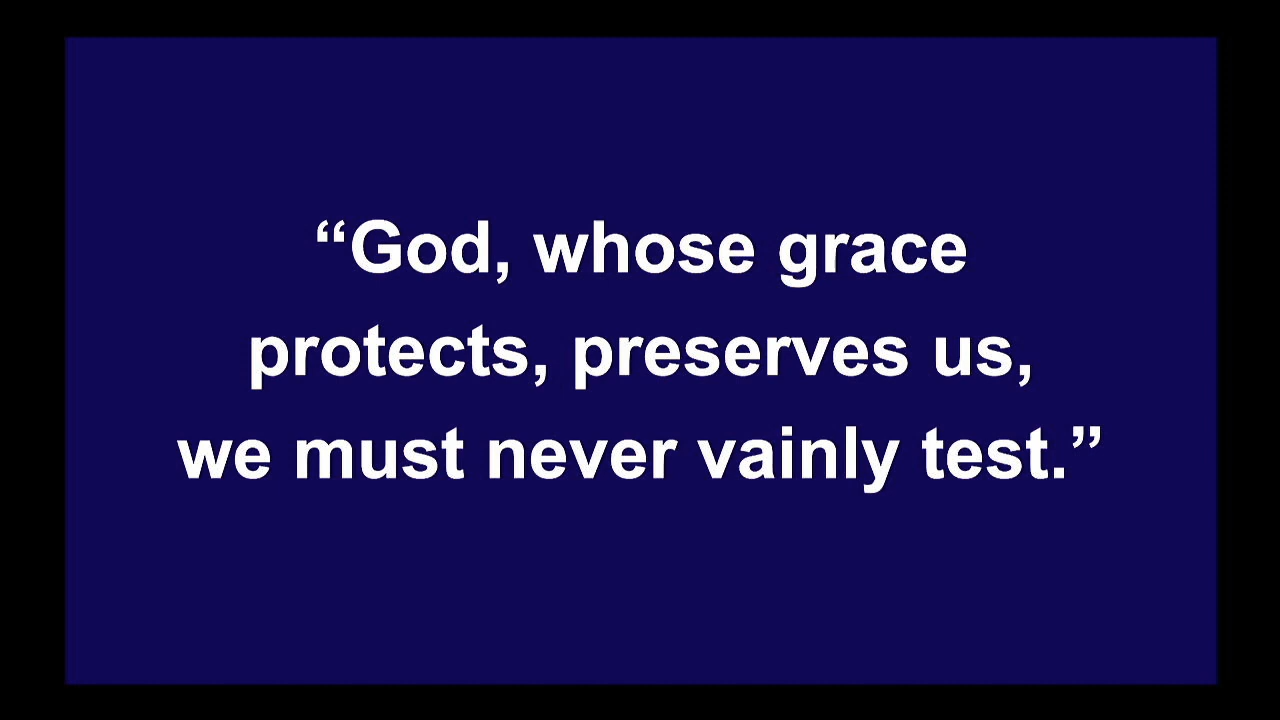 “God, whose grace
protects, preserves us,
we must never vainly test.”